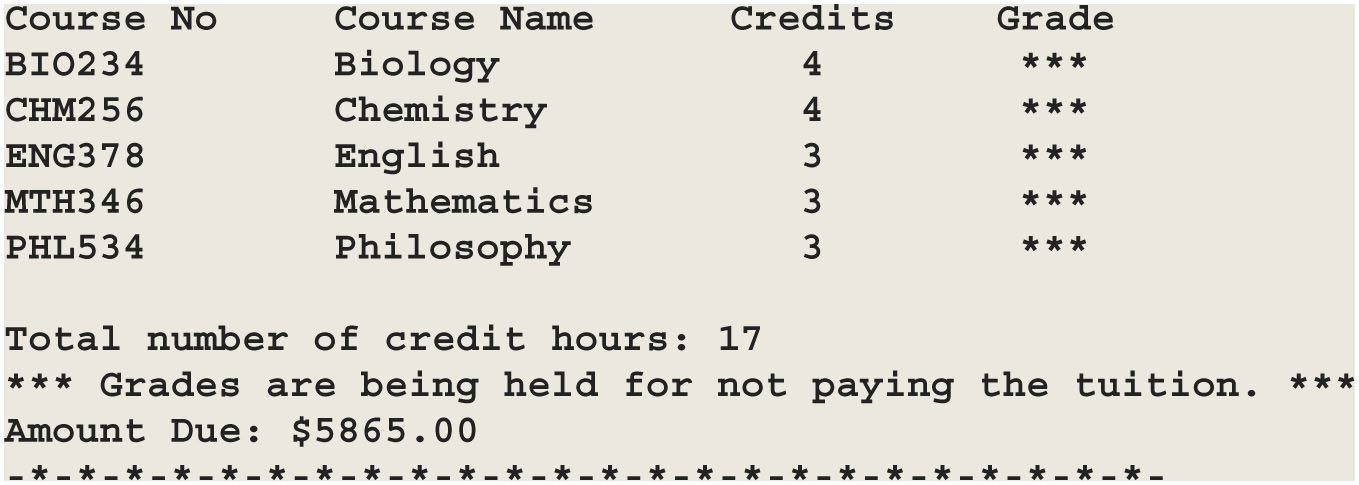 Course No Course Name Credits Grade
BIO234 Biology 4 ***
CHM256 Chemistry 4 ***
ENG378 English 3 ***
MTH346 Mathematics 3 ***
PHL534 Philosophy 3 ***
Total number of credit hours: 17
*** Grades are being held for not paying the tuition. ***
Amount Due: $5865.00
-*-*-*-*-*-*-*-*-*-*-*-*-*-*-*-*-*-*-*-*-*-*-*-*-